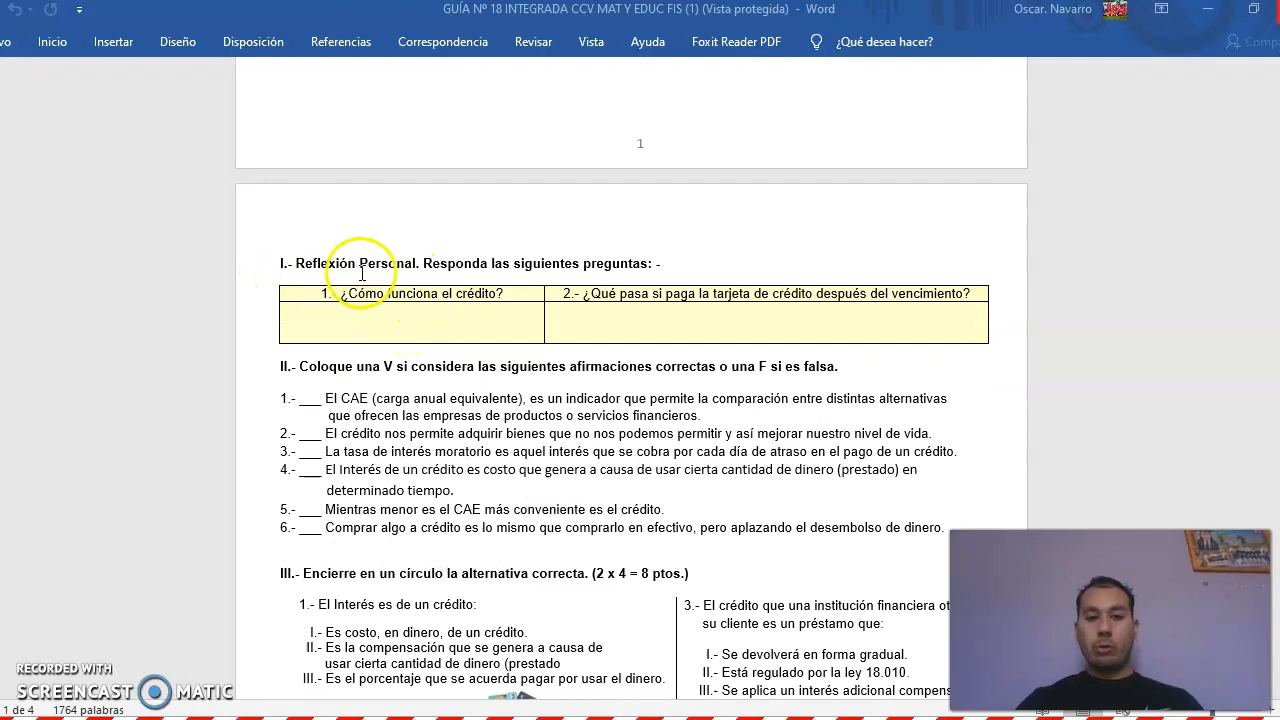 GUÍA Nº 18 INTEGRADA CCV MAT Y EDUC FIS (1) (Vista protegida) - Word
Oscar. Navarro
Inicio Insertar Diseño Disposición Referencias Correspondencia Revisar Vista Ayuda Foxit Reader PDF ¿Qué desea hacer?
1
I.- Reflexión Personal. Responda las siguientes preguntas: -
1. ¿Cómo funciona el crédito?
2.- ¿Qué pasa si paga la tarjeta de crédito después del vencimiento?
II.- Coloque una V si considera las siguientes afirmaciones correctas o una F si es falsa.
1.- ___ El CAE (carga anual equivalente), es un indicador que permite la comparación entre distintas alternativas
que ofrecen las empresas de productos o servicios financieros.
2.- ___ El crédito nos permite adquirir bienes que no nos podemos permitir y así mejorar nuestro nivel de vida.
3.- ___ La tasa de interés moratorio es aquel interés que se cobra por cada día de atraso en el pago de un crédito.
4.- ___ El Interés de un crédito es costo que genera a causa de usar cierta cantidad de dinero (prestado) en
determinado tiempo.
5.- ___ Mientras menor es el CAE más conveniente es el crédito.
6.- ___ Comprar algo a crédito es lo mismo que comprarlo en efectivo, pero aplazando el desembolso de dinero.
III.- Encierre en un círculo la alternativa correcta. (2 x 4 = 8 ptos.)
1.- El Interés es de un crédito:
I.- Es costo, en dinero, de un crédito.
II.- Es la compensación que se genera a causa de
usar cierta cantidad de dinero (prestado
III.- Es el porcentaje que se acuerda pagar por usar el dinero.
3.- El crédito que una institución financiera ot
su cliente es un préstamo que:
I.- Se devolverá en forma gradual.
II.- Está regulado por la ley 18.010.
III.- Se aplica un interés adicional compens
RECORDED WITH
SCREENCAST MATIC
1 de 4 1764 palabras